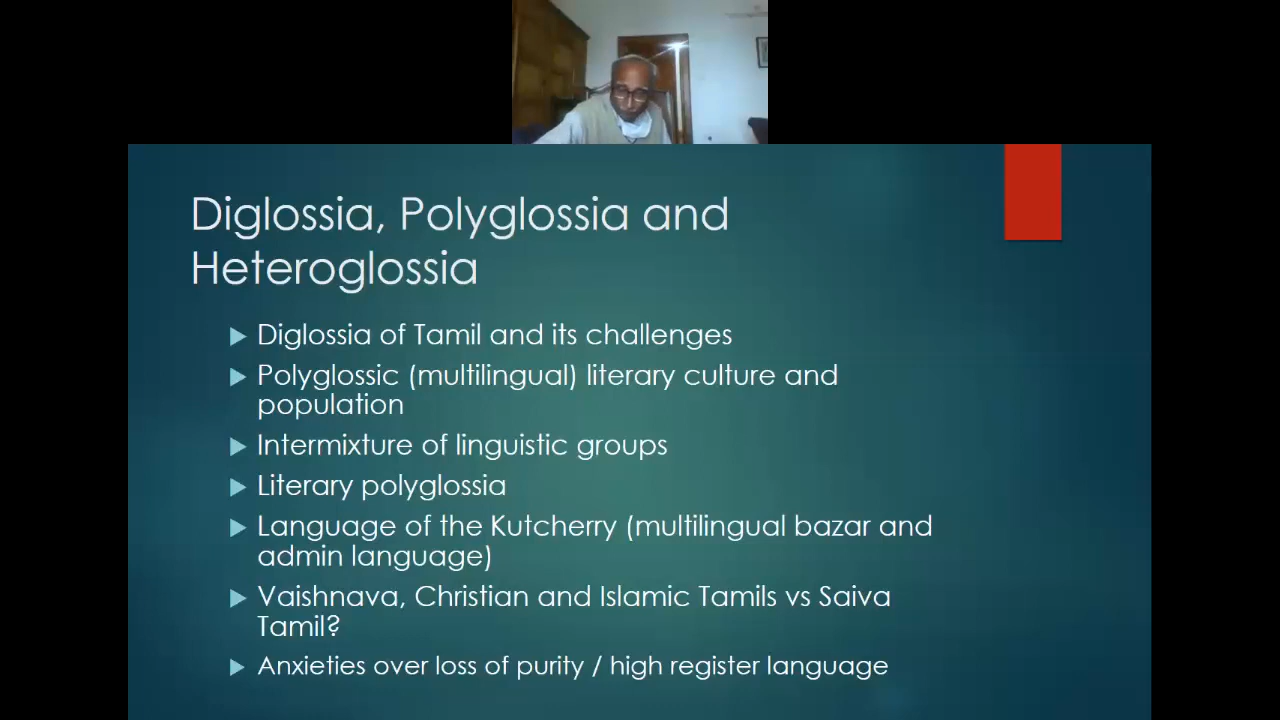 Diglossia, Polyglossia and
Heteroglossia
Diglossia of Tamil and its challenges
Polyglossic (multilingual) literary culture and
population
Intermixture of linguistic groups
Literary polyglossia
Language of the Kutcherry (multilingual bazar and
admin language)
Vaishnava, Christian and Islamic Tamils vs Saiva
Tamil?
Anxieties over loss of purity / high register language